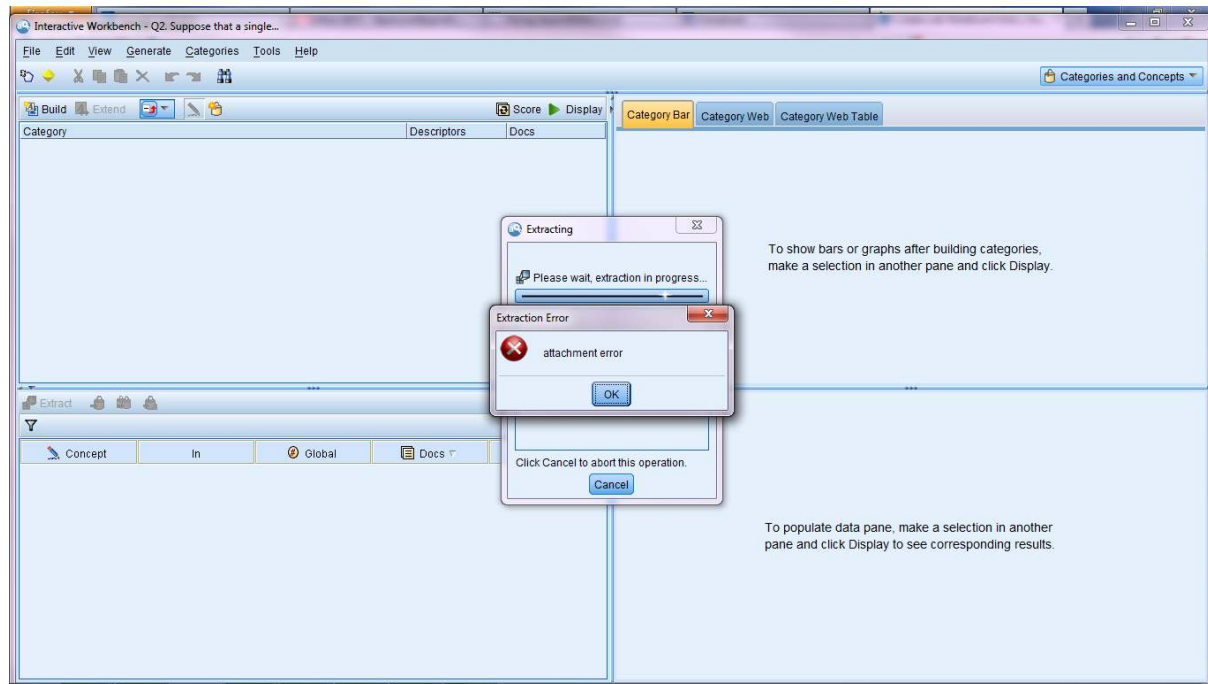 Interactive Workbench - Q2. Suppose that a single...
File Edit View Generate Categories Tools Help
Categories and Concepts
Build Extend Score Display
Category Descriptors Docs
Category Bar Category Web Category Web Table
Extracting
To show bars or graphs after building categories,
make a selection in another pane and click Display.
Please wait, extraction in progress...
Extraction Error
attachment error
OK
Extract
Concept In Global Docs
Click Cancel to abort this operation.
Cancel
To populate data pane, make a selection in another
pane and click Display to see corresponding results.